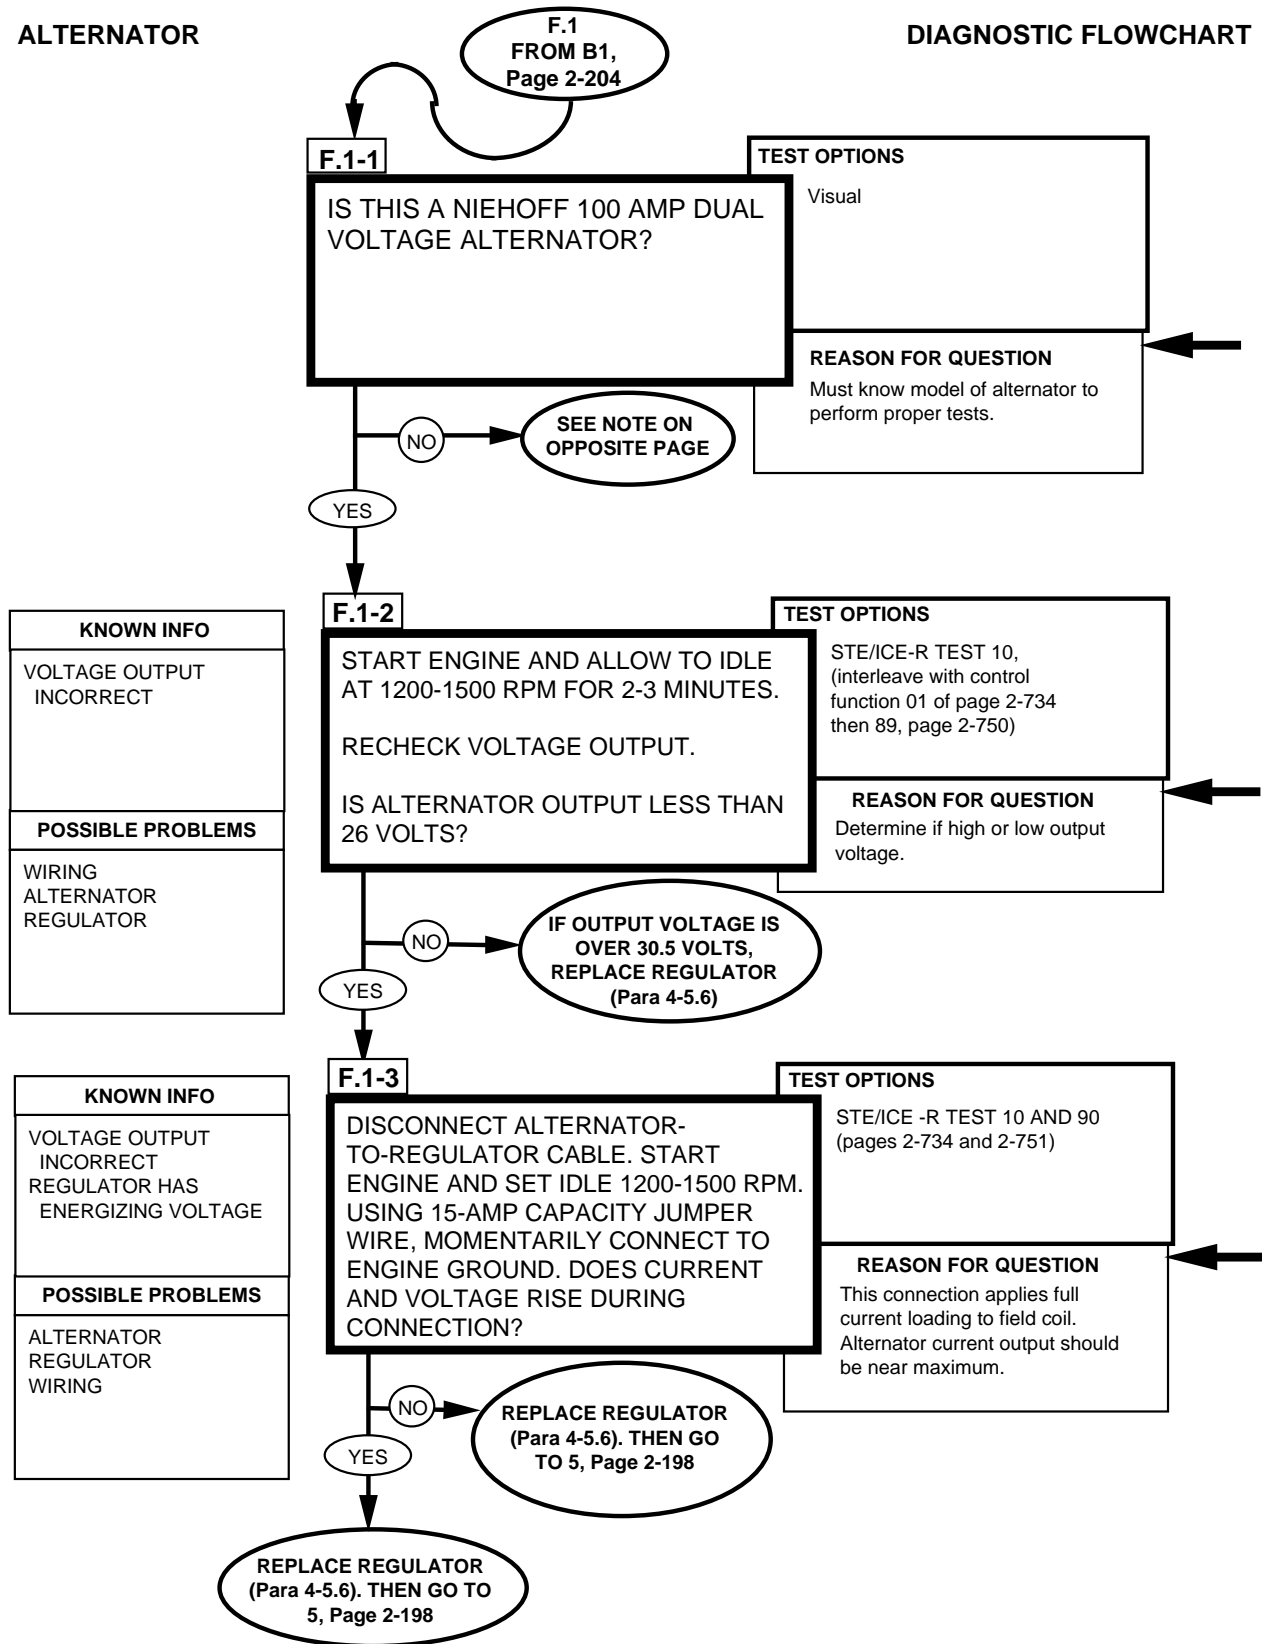 ALTERNATOR
DIAGNOSTIC FLOWCHART
F.1
FROM B1,
Page 2-204
F.1-1
IS THIS A NIEHOFF 100 AMP DUAL
VOLTAGE ALTERNATOR?
TEST OPTIONS
Visual
REASON FOR QUESTION
Must know model of alternator to
perform proper tests.
NO
SEE NOTE ON
OPPOSITE PAGE
YES
KNOWN INFO
VOLTAGE OUTPUT
INCORRECT
POSSIBLE PROBLEMS
WIRING
ALTERNATOR
REGULATOR
F.1-2
START ENGINE AND ALLOW TO IDLE
AT 1200-1500 RPM FOR 2-3 MINUTES.
RECHECK VOLTAGE OUTPUT.
IS ALTERNATOR OUTPUT LESS THAN
26 VOLTS?
TEST OPTIONS
STE/ICE-R TEST 10,
(interleave with control
function 01 of page 2-734
then 89, page 2-750)
REASON FOR QUESTION
Determine if high or low output
voltage.
NO
IF OUTPUT VOLTAGE IS
OVER 30.5 VOLTS,
REPLACE REGULATOR
(Para 4-5.6)
YES
KNOWN INFO
VOLTAGE OUTPUT
INCORRECT
REGULATOR HAS
ENERGIZING VOLTAGE
POSSIBLE PROBLEMS
ALTERNATOR
REGULATOR
WIRING
F.1-3
DISCONNECT ALTERNATOR-
TO-REGULATOR CABLE. START
ENGINE AND SET IDLE 1200-1500 RPM.
USING 15-AMP CAPACITY JUMPER
WIRE, MOMENTARILY CONNECT TO
ENGINE GROUND. DOES CURRENT
AND VOLTAGE RISE DURING
CONNECTION?
TEST OPTIONS
STE/ICE -R TEST 10 AND 90
(pages 2-734 and 2-751)
REASON FOR QUESTION
This connection applies full
current loading to field coil.
Alternator current output should
be near maximum.
NO
REPLACE REGULATOR
(Para 4-5.6). THEN GO
TO 5, Page 2-198
YES
REPLACE REGULATOR
(Para 4-5.6). THEN GO TO
5, Page 2-198